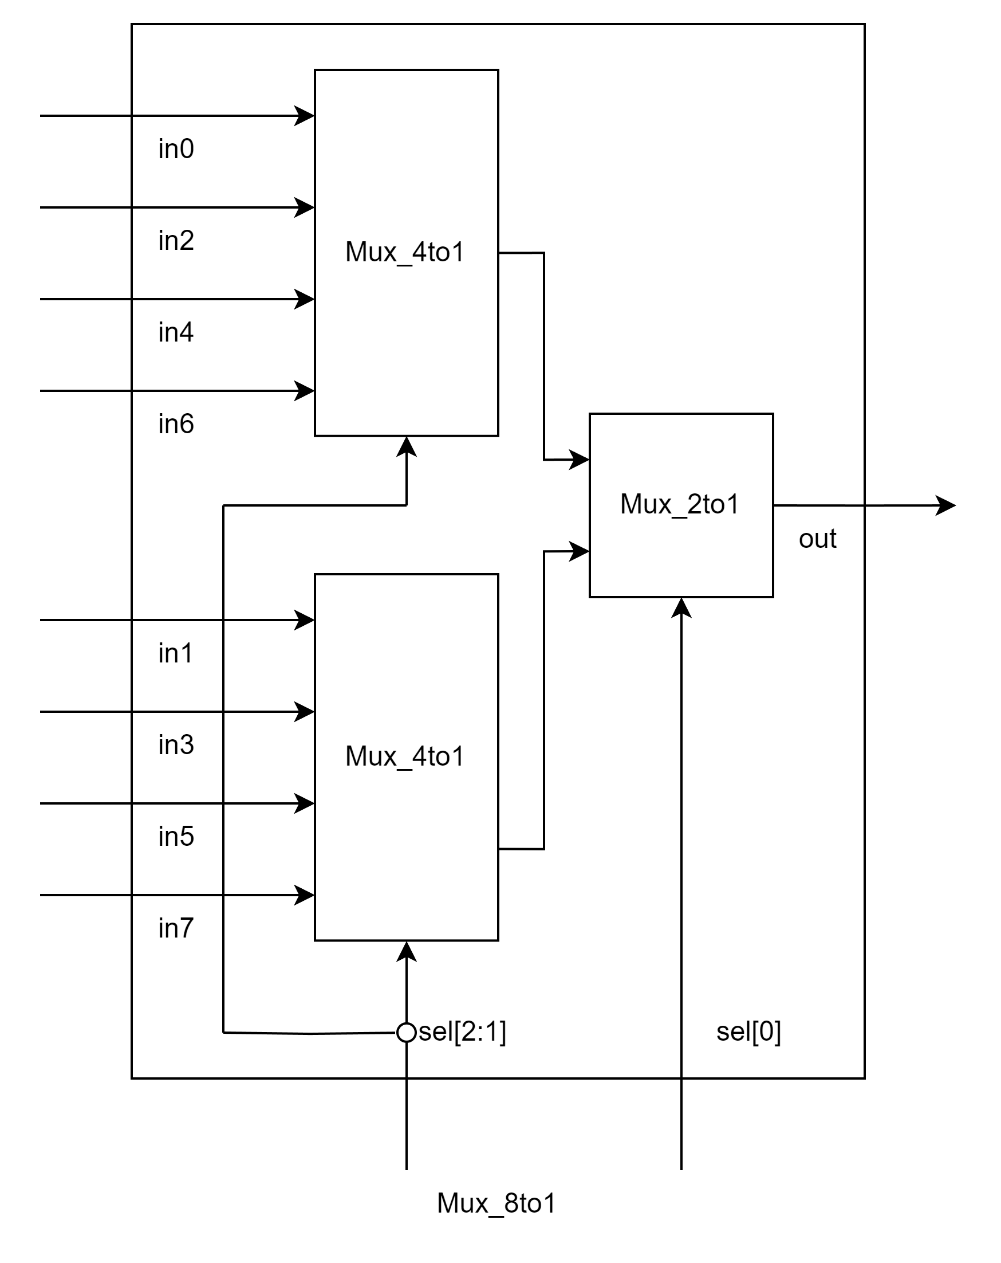 in0
in2
Mux_4to1
in4
in6
Mux_2to1
out
in1
in3
Mux_4to1
in5
in7
sel[2:1]
sel[0]
Mux_8to1